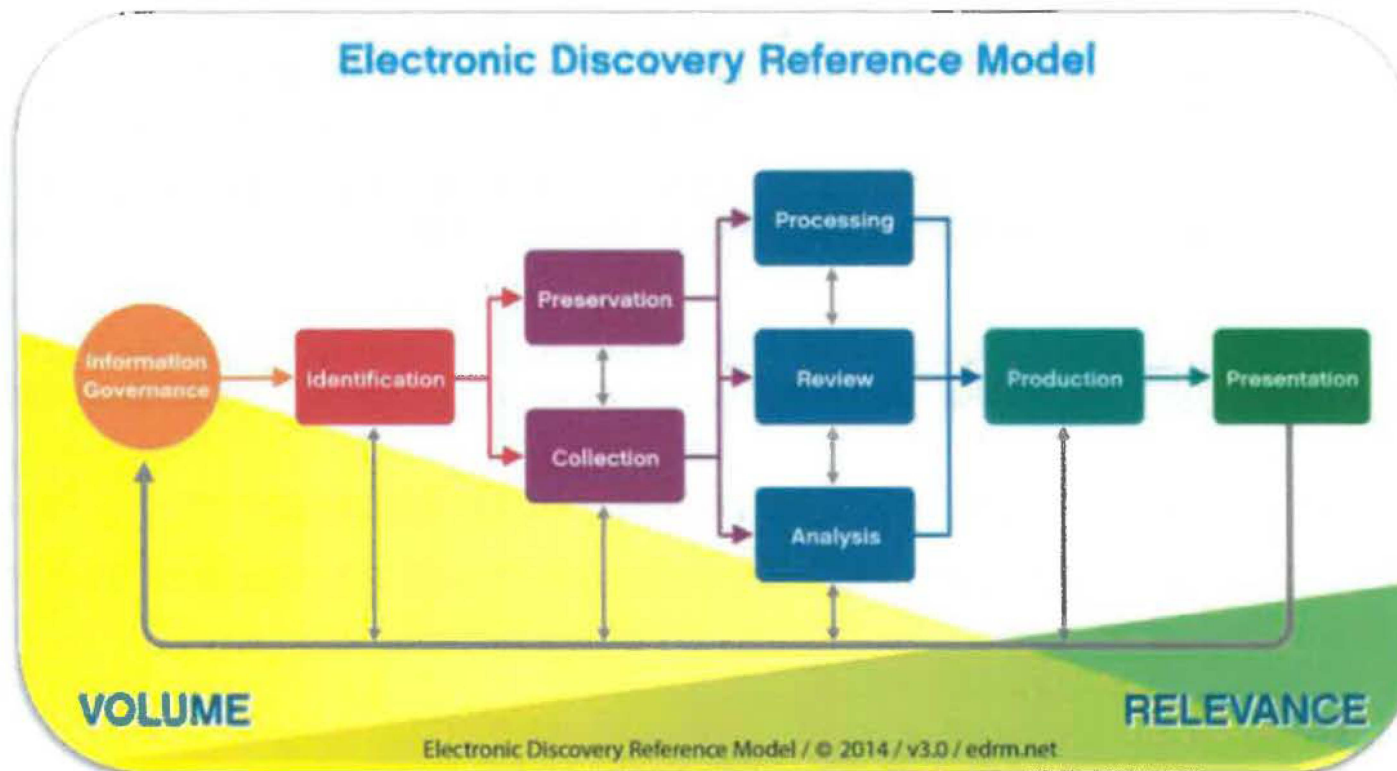 Electronic Discovery Reference Model
Processing
Preservation
Information
Governance
Identification
Review
Production
Presentation
Collection
Analysis
VOLUME
RELEVANCE
Electronic Discovery Reference Model / © 2014 / v3.0 / edrm.net